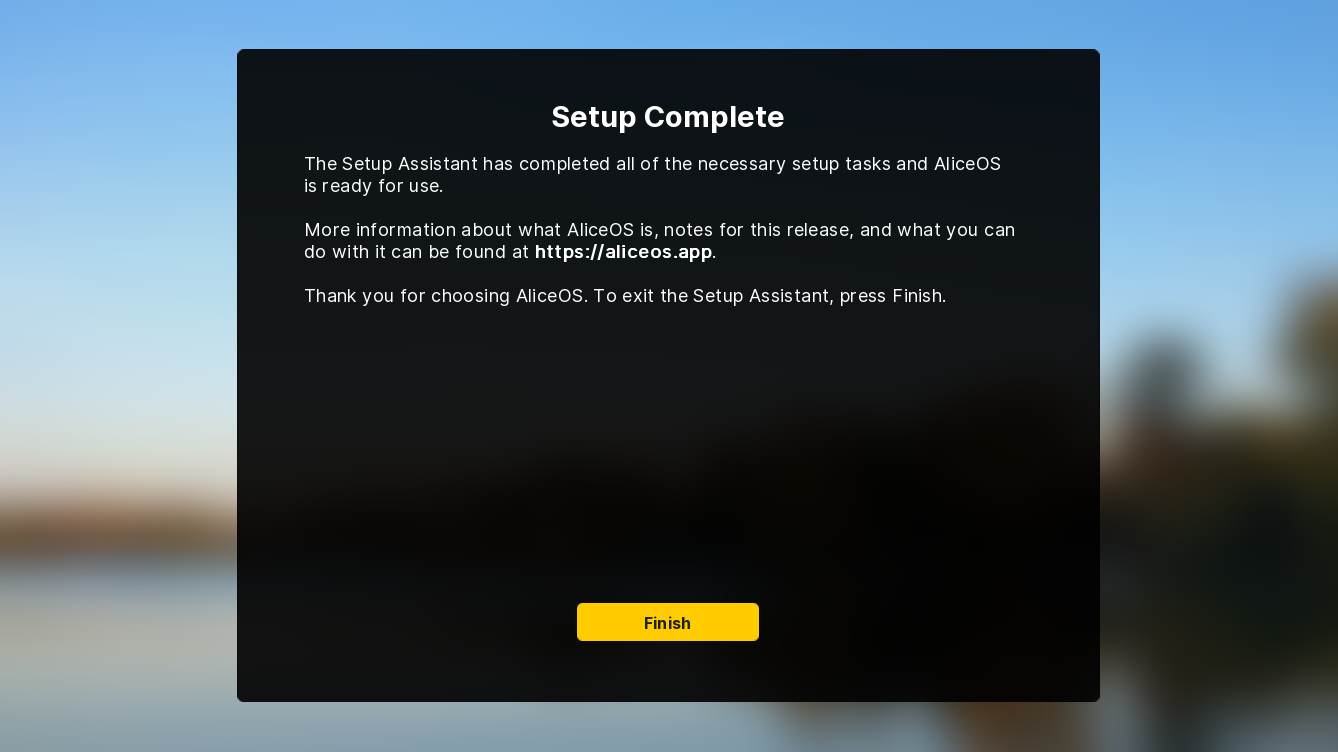 Setup Complete
The Setup Assistant has completed all of the necessary setup tasks and AliceOS
is ready for use.
More information about what AliceOS is, notes for this release, and what you can
do with it can be found at https://aliceos.app.
Thank you for choosing AliceOS. To exit the Setup Assistant, press Finish.
Finish